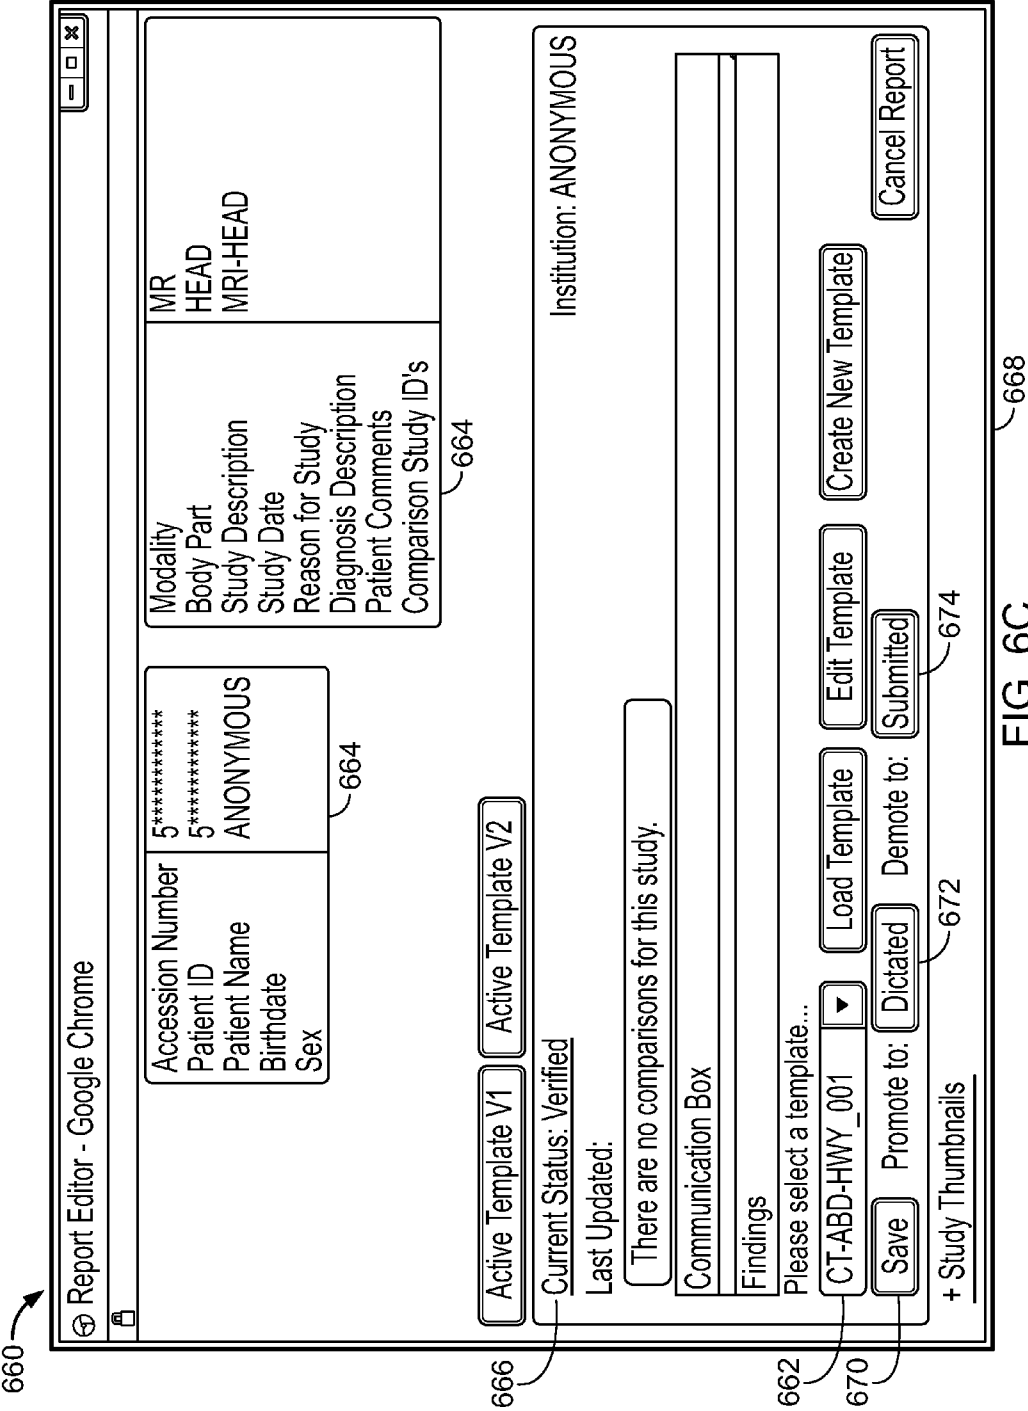 660
Report Editor - Google Chrome
Accession Number 5************
Patient ID 5************
Patient Name ANONYMOUS
Birthdate
Sex
664
Modality MR
Body Part HEAD
Study Description MRI-HEAD
Study Date
Reason for Study
Diagnosis Description
Patient Comments
Comparison Study ID's
664
Active Template V1 Active Template V2
666
Current Status: Verified Institution: ANONYMOUS
Last Updated:
There are no comparisons for this study.
Communication Box
Findings
Please select a template...
662
CT-ABD-HWY_001 Load Template Edit Template Create New Template
670
Save Promote to: Dictated Demote to: Submitted Cancel Report
672
674
+ Study Thumbnails
668
FIG. 6C